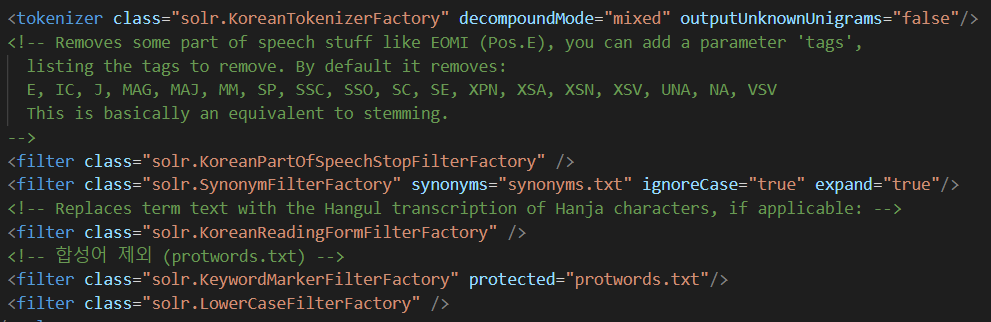 <tokenizer class="solr.KoreanTokenizerFactory" decompoundMode="mixed" outputUnknownUnigrams="false"/>
<!-- Removes some part of speech stuff like EOMI (Pos.E), you can add a parameter 'tags',
listing the tags to remove. By default it removes:
E, IC, J, MAG, MAJ, MM, SP, SSC, SSO, SC, SE, XPN, XSA, XSN, XSV, UNA, NA, VSV
This is basically an equivalent to stemming.
-->
<filter class="solr.KoreanPartOfSpeechStopFilterFactory" />
<filter class="solr.SynonymFilterFactory" synonyms="synonyms.txt" ignoreCase="true" expand="true"/>
<!-- Replaces term text with the Hangul transcription of Hanja characters, if applicable: -->
<filter class="solr.KoreanReadingFormFilterFactory" />
<!-- 합성어 제외 (protwords.txt) -->
<filter class="solr.KeywordMarkerFilterFactory" protected="protwords.txt"/>
<filter class="solr.LowerCaseFilterFactory" />